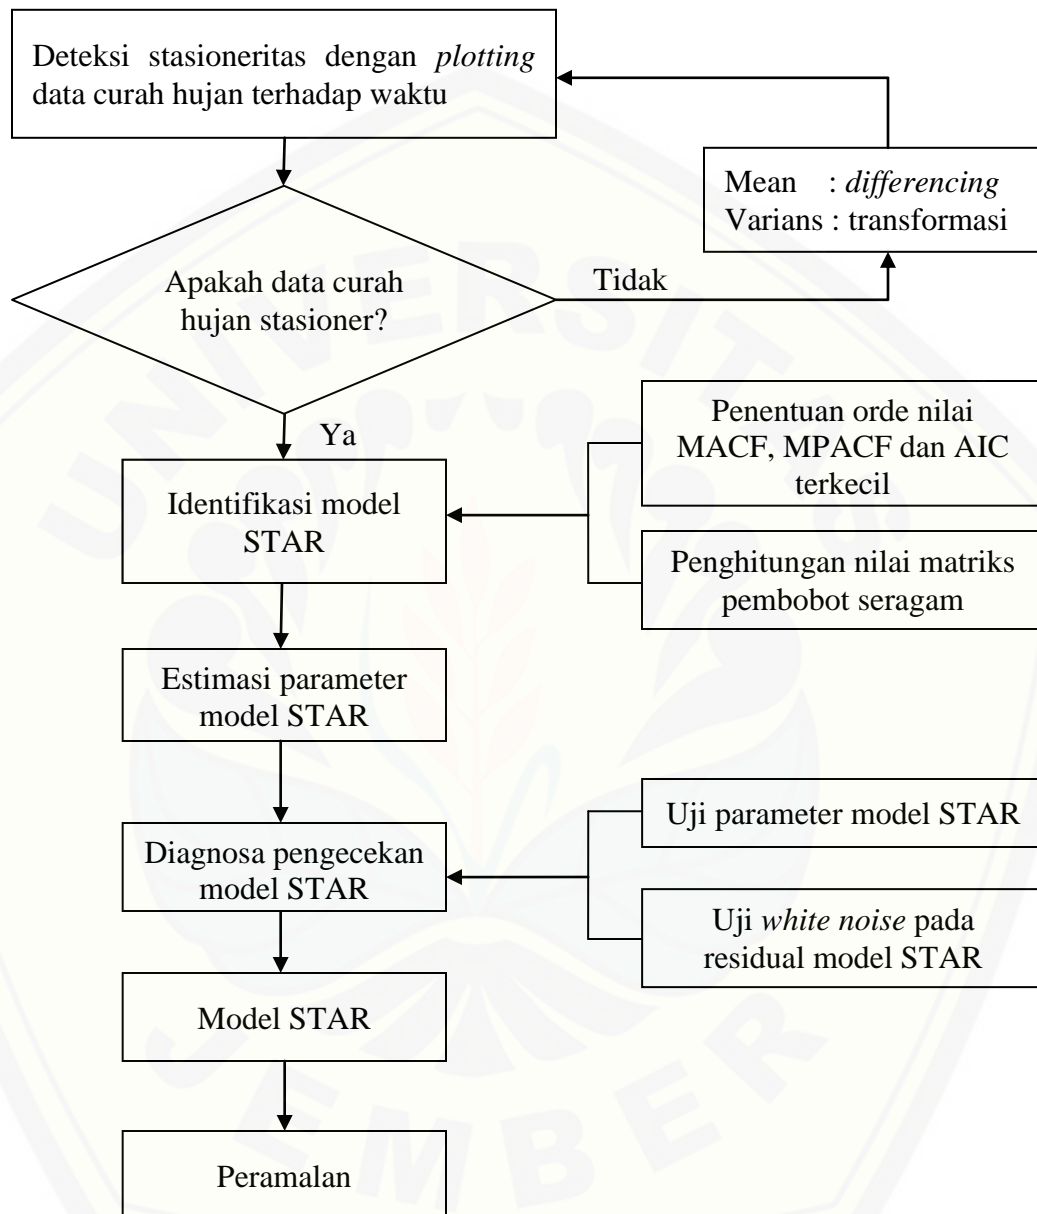 Deteksi stasioneritas dengan plotting
data curah hujan terhadap waktu
Mean : differencing
Varians : transformasi
Apakah data curah
hujan stasioner?
Tidak
Ya
Penentuan orde nilai
MACF, MPACF dan AIC
terkecil
Identifikasi model
STAR
Penghitungan nilai matriks
pembobot seragam
Estimasi parameter
model STAR
Uji parameter model STAR
Diagnosa pengecekan
model STAR
Uji white noise pada
residual model STAR
Model STAR
Peramalan
UNIVERSITAS
JEMBER